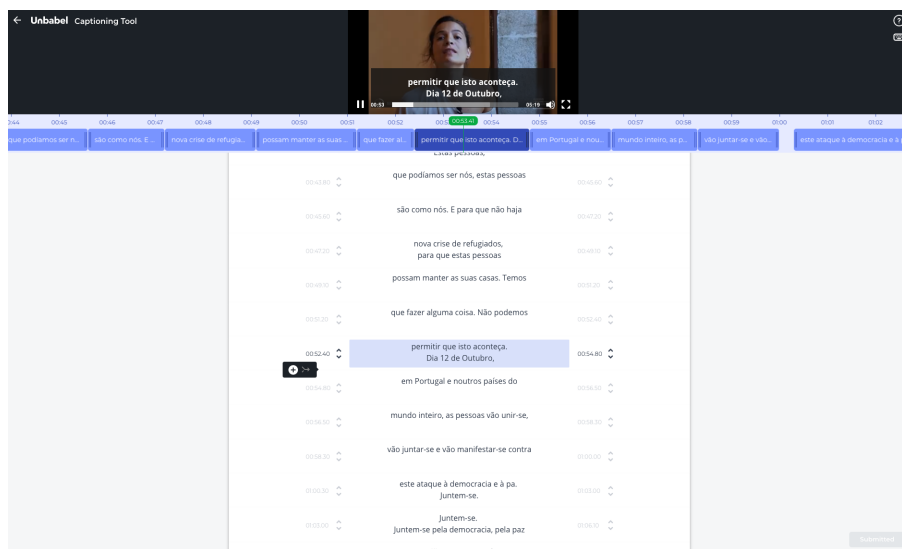 Unbabel Captioning Tool
permitir que isto aconteça.
Dia 12 de Outubro,
00:53
05:19
00:45
00:46
00:47
00:48
00:49
00:50
00:51
00:52
00:53.41
00:54
00:55
00:56
00:57
00:58
00:59
01:00
01:01
01:02
que podíamos ser n...
são como nós. E ...
nova crise de refugia...
possam manter as suas ...
que fazer al...
permitir que isto aconteça. D...
em Portugal e nou...
mundo inteiro, as p...
vão juntar-se e vão...
este ataque à democracia e à p
Estas pessoas,
00:43.80
que podíamos ser nós, estas pessoas
00:45.60
00:45.60
são como nós. E para que não haja
00:47.20
00:47.20
nova crise de refugiados,
para que estas pessoas
00:49.10
00:49.10
possam manter as suas casas. Temos
00:51.20
00:51.20
que fazer alguma coisa. Não podemos
00:52.40
00:52.40
permitir que isto aconteça.
Dia 12 de Outubro,
00:54.80
00:54.80
em Portugal e noutros países do
00:56.50
00:56.50
mundo inteiro, as pessoas vão unir-se,
00:58.30
00:58.30
vão juntar-se e vão manifestar-se contra
01:00.00
01:00.30
este ataque à democracia e à pa.
Juntem-se.
01:03.00
01:03.00
Juntem-se.
Juntem-se pela democracia, pela paz
01:06.10
Submitted